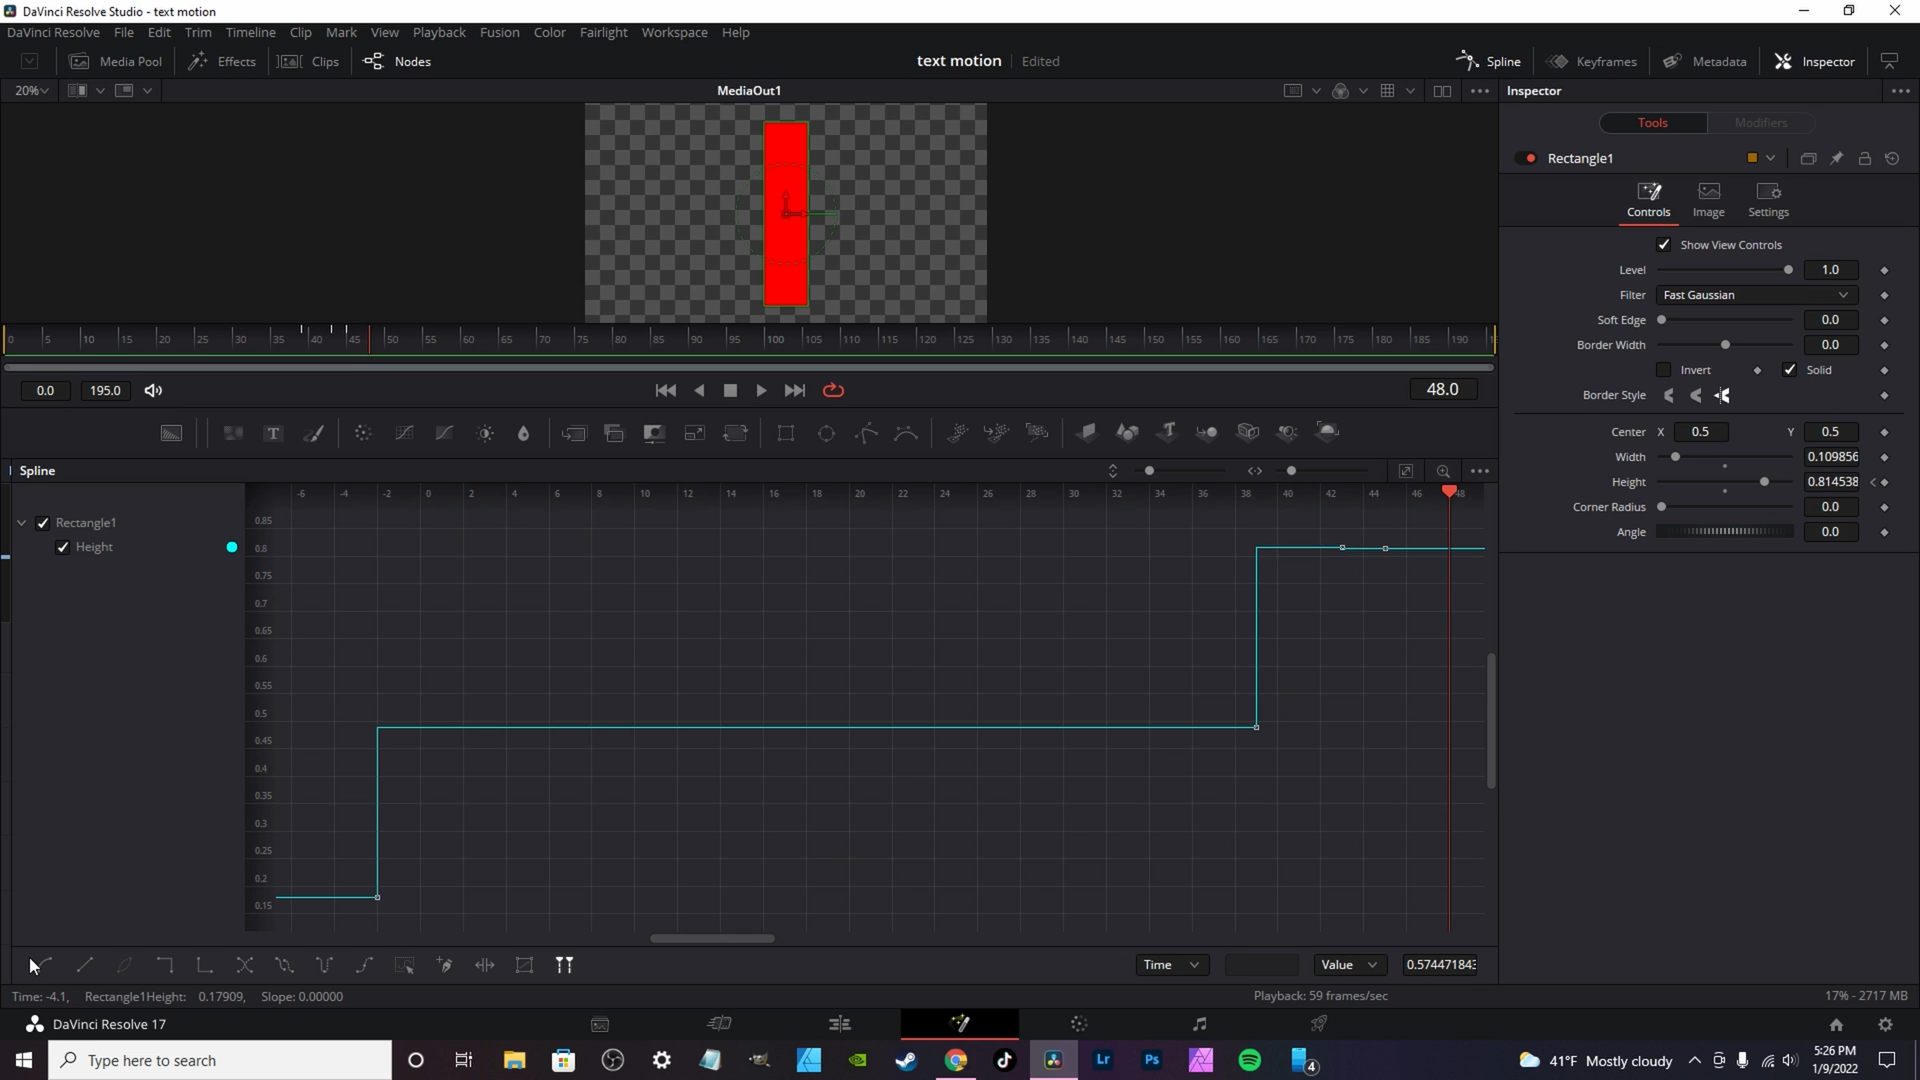 DaVinci Resolve Studio - text motion
DaVinci Resolve File Edit Trim Timeline Clip Mark View Playback Fusion Color Fairlight Workspace Help
Media Pool Effects Clips Nodes text motion Edited Spline Keyframes Metadata Inspector
20% MediaOut1 Inspector
Tools Modifiers
Rectangle1
Controls Image Settings
Show View Controls
Level 1.0
Filter Fast Gaussian
Soft Edge 0.0
Border Width 0.0
Invert Solid
Border Style
Center X 0.5 Y 0.5
Width 0.109856
Height 0.814538
Corner Radius 0.0
Angle 0.0
0 5 10 15 20 25 30 35 40 45 50 55 60 65 70 75 80 85 90 95 100 105 110 115 120 125 130 135 140 145 150 155 160 165 170 175 180 185 190
0.0 195.0 48.0
Spline
-6 -4 -2 0 2 4 6 8 10 12 14 16 18 20 22 24 26 28 30 32 34 36 38 40 42 44 46 48
Rectangle1
Height
0.85
0.8
0.75
0.7
0.65
0.6
0.55
0.5
0.45
0.4
0.35
0.3
0.25
0.2
0.15
Time Value 0.574471843
Time: -4.1, Rectangle1Height: 0.17909, Slope: 0.00000 Playback: 59 frames/sec 17% - 2717 MB
DaVinci Resolve 17
Type here to search
Lr Ps 4
41°F Mostly cloudy
5:26 PM
1/9/2022